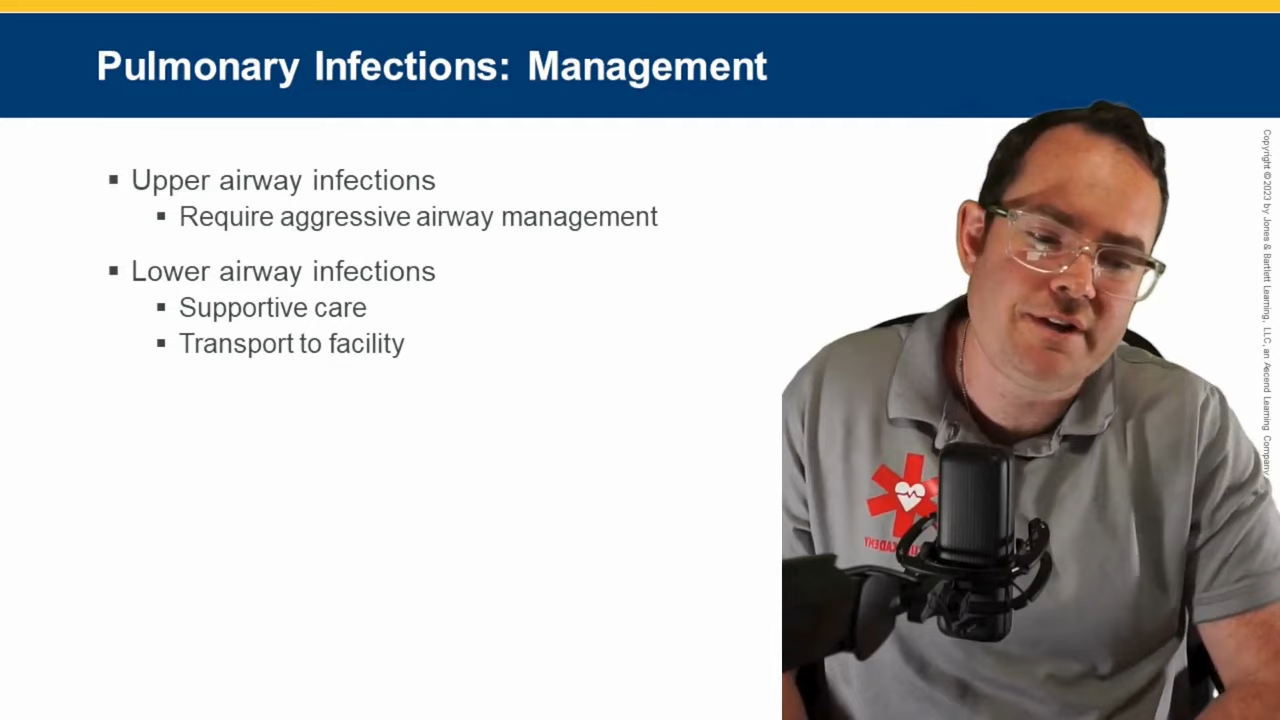 Pulmonary Infections: Management
▪ Upper airway infections
▪ Require aggressive airway management
▪ Lower airway infections
▪ Supportive care
▪ Transport to facility
Copyright ©2023 by Jones & Bartlett Learning, LLC, an Ascend Learning Company